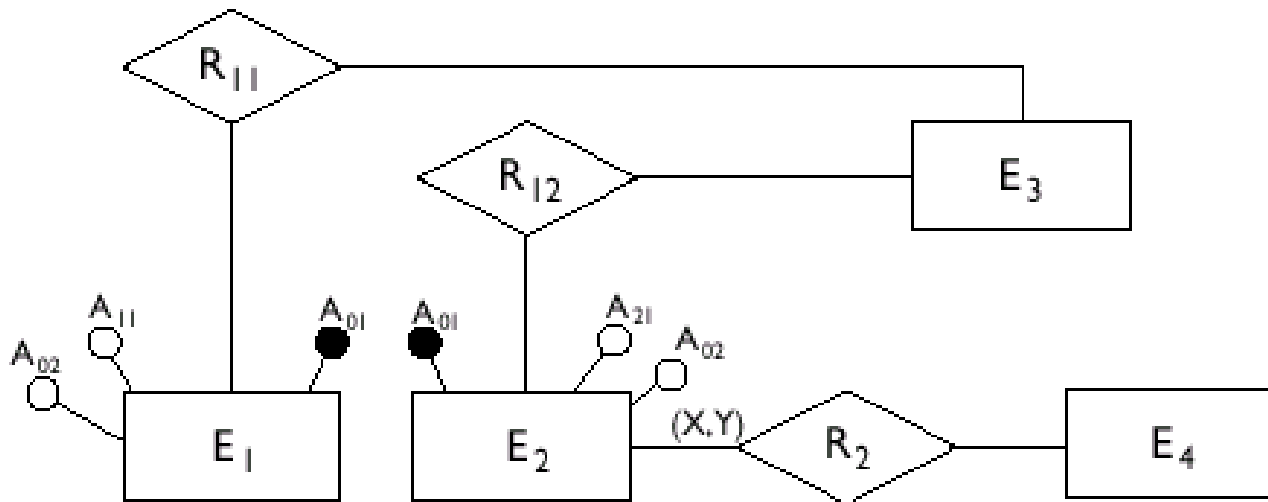 R₁₁
R₁₂
E₃
A₁₁
A₀₁
A₀₁
A₂₁
A₀₂
A₀₂
(X,Y)
E₁
E₂
R₂
E₄